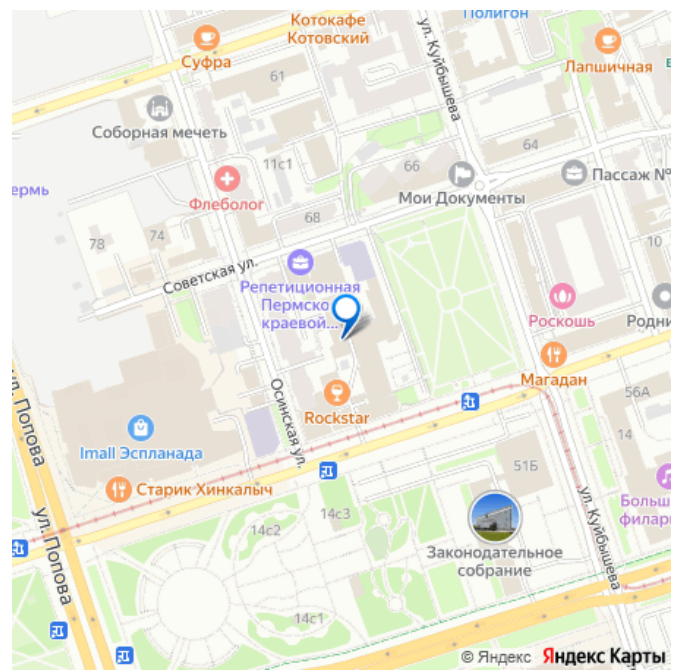 Котокафе
Котовский
Полигон
Суфра
61
ул. Куйбышева
Лапшичная
Соборная мечеть
11с1
64
66
Пассаж №
Флеболог
Мои Документы
68
74
78
10
Советская ул.
Репетиционная
Пермско
краевой...
Роскошь
Родни
Магадан
56А
Осинская ул.
Rockstar
ул. Попова
Imall Эспланада
14
51Б
Старик Хинкалыч
Больш
филар
14с3
14с2
ул. Куйбышева
ул. Попова
Законодательное
собрание
14с1
© Яндекс Яндекс Карты